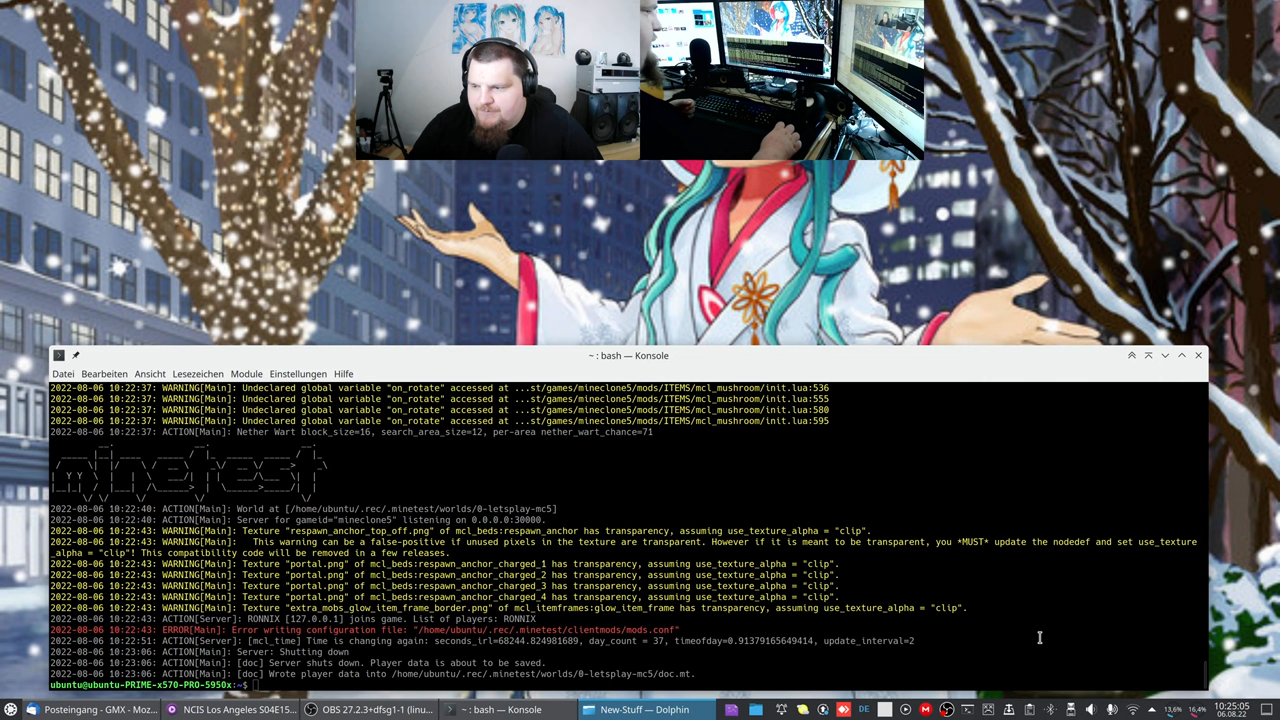 ~ : bash — Konsole
Datei Bearbeiten Ansicht Lesezeichen Module Einstellungen Hilfe
2022-08-06 10:22:37: WARNING[Main]: Undeclared global variable "on_rotate" accessed at ...st/games/mineclone5/mods/ITEMS/mcl_mushroom/init.lua:536
2022-08-06 10:22:37: WARNING[Main]: Undeclared global variable "on_rotate" accessed at ...st/games/mineclone5/mods/ITEMS/mcl_mushroom/init.lua:555
2022-08-06 10:22:37: WARNING[Main]: Undeclared global variable "on_rotate" accessed at ...st/games/mineclone5/mods/ITEMS/mcl_mushroom/init.lua:580
2022-08-06 10:22:37: WARNING[Main]: Undeclared global variable "on_rotate" accessed at ...st/games/mineclone5/mods/ITEMS/mcl_mushroom/init.lua:595
2022-08-06 10:22:37: ACTION[Main]: Nether Wart block_size=16, search_area_size=12, per-area nether_wart_chance=71
2022-08-06 10:22:40: ACTION[Main]: World at [/home/ubuntu/.rec/.minetest/worlds/0-letsplay-mc5]
2022-08-06 10:22:40: ACTION[Main]: Server for gameid="mineclone5" listening on 0.0.0.0:30000.
2022-08-06 10:22:43: WARNING[Main]: Texture "respawn_anchor_top_off.png" of mcl_beds:respawn_anchor has transparency, assuming use_texture_alpha = "clip".
2022-08-06 10:22:43: WARNING[Main]:   This warning can be a false-positive if unused pixels in the texture are transparent. However if it is meant to be transparent, you *MUST* update the nodedef and set use_texture
_alpha = "clip"! This compatibility code will be removed in a few releases.
2022-08-06 10:22:43: WARNING[Main]: Texture "portal.png" of mcl_beds:respawn_anchor_charged_1 has transparency, assuming use_texture_alpha = "clip".
2022-08-06 10:22:43: WARNING[Main]: Texture "portal.png" of mcl_beds:respawn_anchor_charged_2 has transparency, assuming use_texture_alpha = "clip".
2022-08-06 10:22:43: WARNING[Main]: Texture "portal.png" of mcl_beds:respawn_anchor_charged_3 has transparency, assuming use_texture_alpha = "clip".
2022-08-06 10:22:43: WARNING[Main]: Texture "portal.png" of mcl_beds:respawn_anchor_charged_4 has transparency, assuming use_texture_alpha = "clip".
2022-08-06 10:22:43: WARNING[Main]: Texture "extra_mobs_glow_item_frame_border.png" of mcl_itemframes:glow_item_frame has transparency, assuming use_texture_alpha = "clip".
2022-08-06 10:22:43: ACTION[Server]: RONNIX [127.0.0.1] joins game. List of players: RONNIX
2022-08-06 10:22:43: ERROR[Main]: Error writing configuration file: "/home/ubuntu/.rec/.minetest/clientmods/mods.conf"
2022-08-06 10:22:51: ACTION[Server]: [mcl_time] Time is changing again: seconds_irl=68244.824981689, day_count = 37, timeofday=0.91379165649414, update_interval=2
2022-08-06 10:23:06: ACTION[Main]: Server: Shutting down
2022-08-06 10:23:06: ACTION[Main]: [doc] Server shuts down. Player data is about to be saved.
2022-08-06 10:23:06: ACTION[Main]: [doc] Wrote player data into /home/ubuntu/.rec/.minetest/worlds/0-letsplay-mc5/doc.mt.
ubuntu@ubuntu-PRIME-x570-PRO-5950x:~$
Posteingang - GMX - Moz... NCIS Los Angeles S04E15... OBS 27.2.3+dfsg1-1 (linu... ~ : bash — Konsole New-Stuff — Dolphin DE 13,6% 16,4% 10:25:05
06.08.22